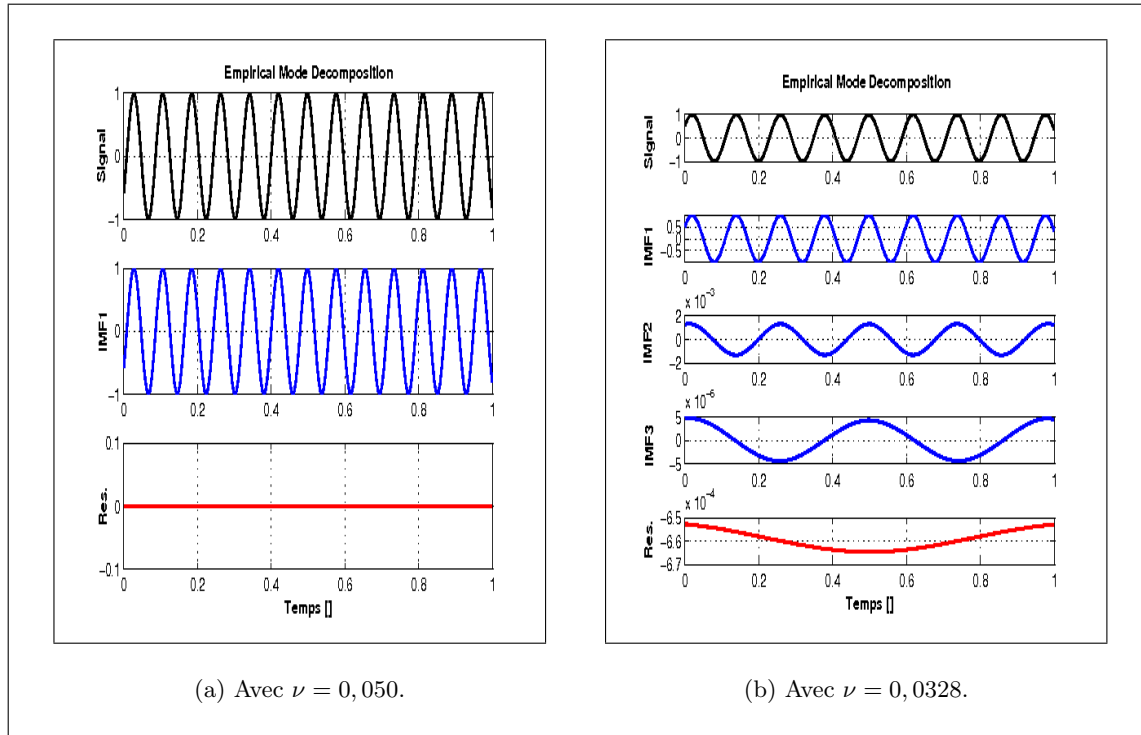 Empirical Mode Decomposition
Signal
1
0
−1
0 0.2 0.4 0.6 0.8 1
IMF1
1
0
−1
0 0.2 0.4 0.6 0.8 1
Res.
0.1
0
−0.1
0 0.2 0.4 0.6 0.8 1
Temps []
(a) Avec ν = 0, 050.
Empirical Mode Decomposition
Signal
1
0
−1
0 0.2 0.4 0.6 0.8 1
IMF1
0.5
0
−0.5
0 0.2 0.4 0.6 0.8 1
x 10⁻³
IMF2
2
0
−2
0 0.2 0.4 0.6 0.8 1
x 10⁻⁶
IMF3
5
0
−5
0 0.2 0.4 0.6 0.8 1
x 10⁻⁴
Res.
−6.5
−6.6
−6.7
0 0.2 0.4 0.6 0.8 1
Temps []
(b) Avec ν = 0, 0328.